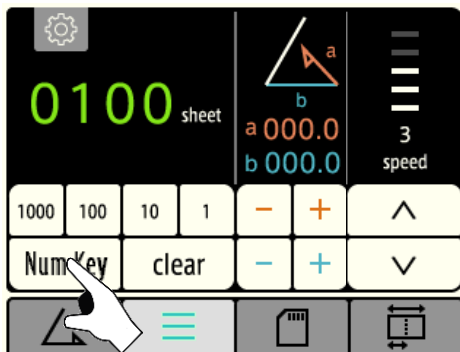 0100 sheet
a
b
a 000.0
b 000.0
3
speed
1000 100 10 1 - + 
NumKey clear - +